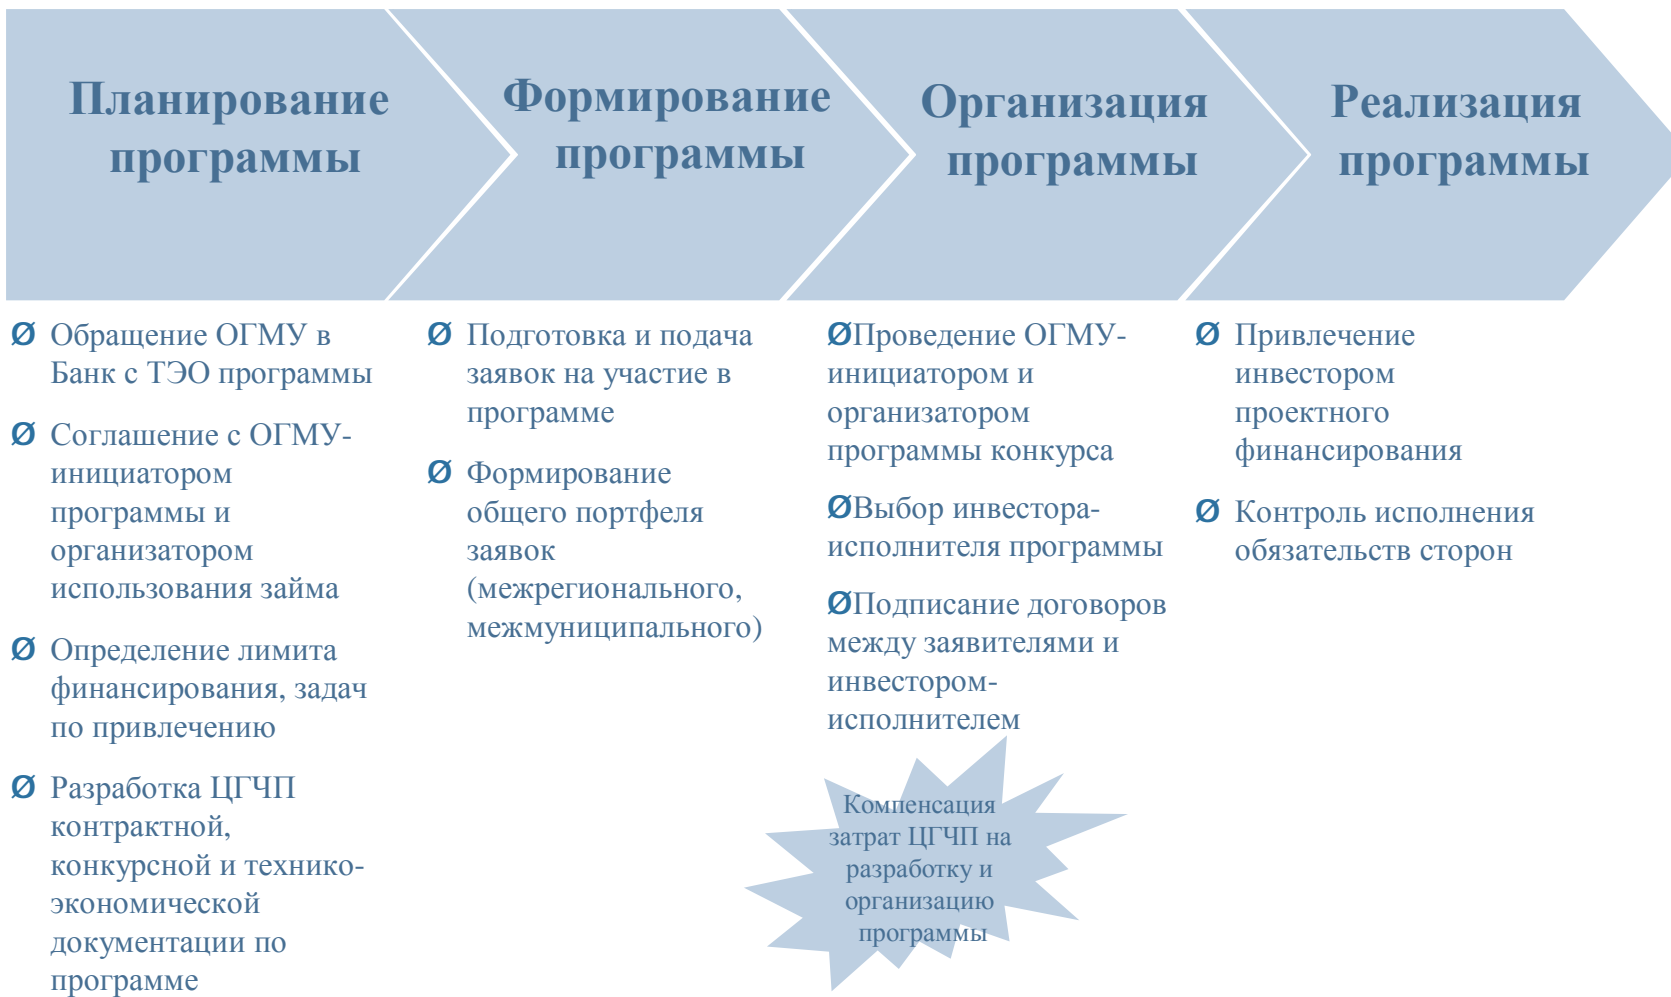 Планирование
программы
Формирование
программы
Организация
программы
Реализация
программы
Ø Обращение ОГМУ в
Банк с ТЭО программы
Ø Соглашение с ОГМУ-
инициатором
программы и
организатором
использования займа
Ø Определение лимита
финансирования, задач
по привлечению
Ø Разработка ЦГЧП
контрактной,
конкурсной и технико-
экономической
документации по
программе
Ø Подготовка и подача
заявок на участие в
программе
Ø Формирование
общего портфеля
заявок
(межрегионального,
межмуниципального)
ØПроведение ОГМУ-
инициатором и
организатором
программы конкурса
ØВыбор инвестора-
исполнителя программы
ØПодписание договоров
между заявителями и
инвестором-
исполнителем
Компенсация
затрат ЦГЧП на
разработку и
организацию
программы
Ø Привлечение
инвестором
проектного
финансирования
Ø Контроль исполнения
обязательств сторон